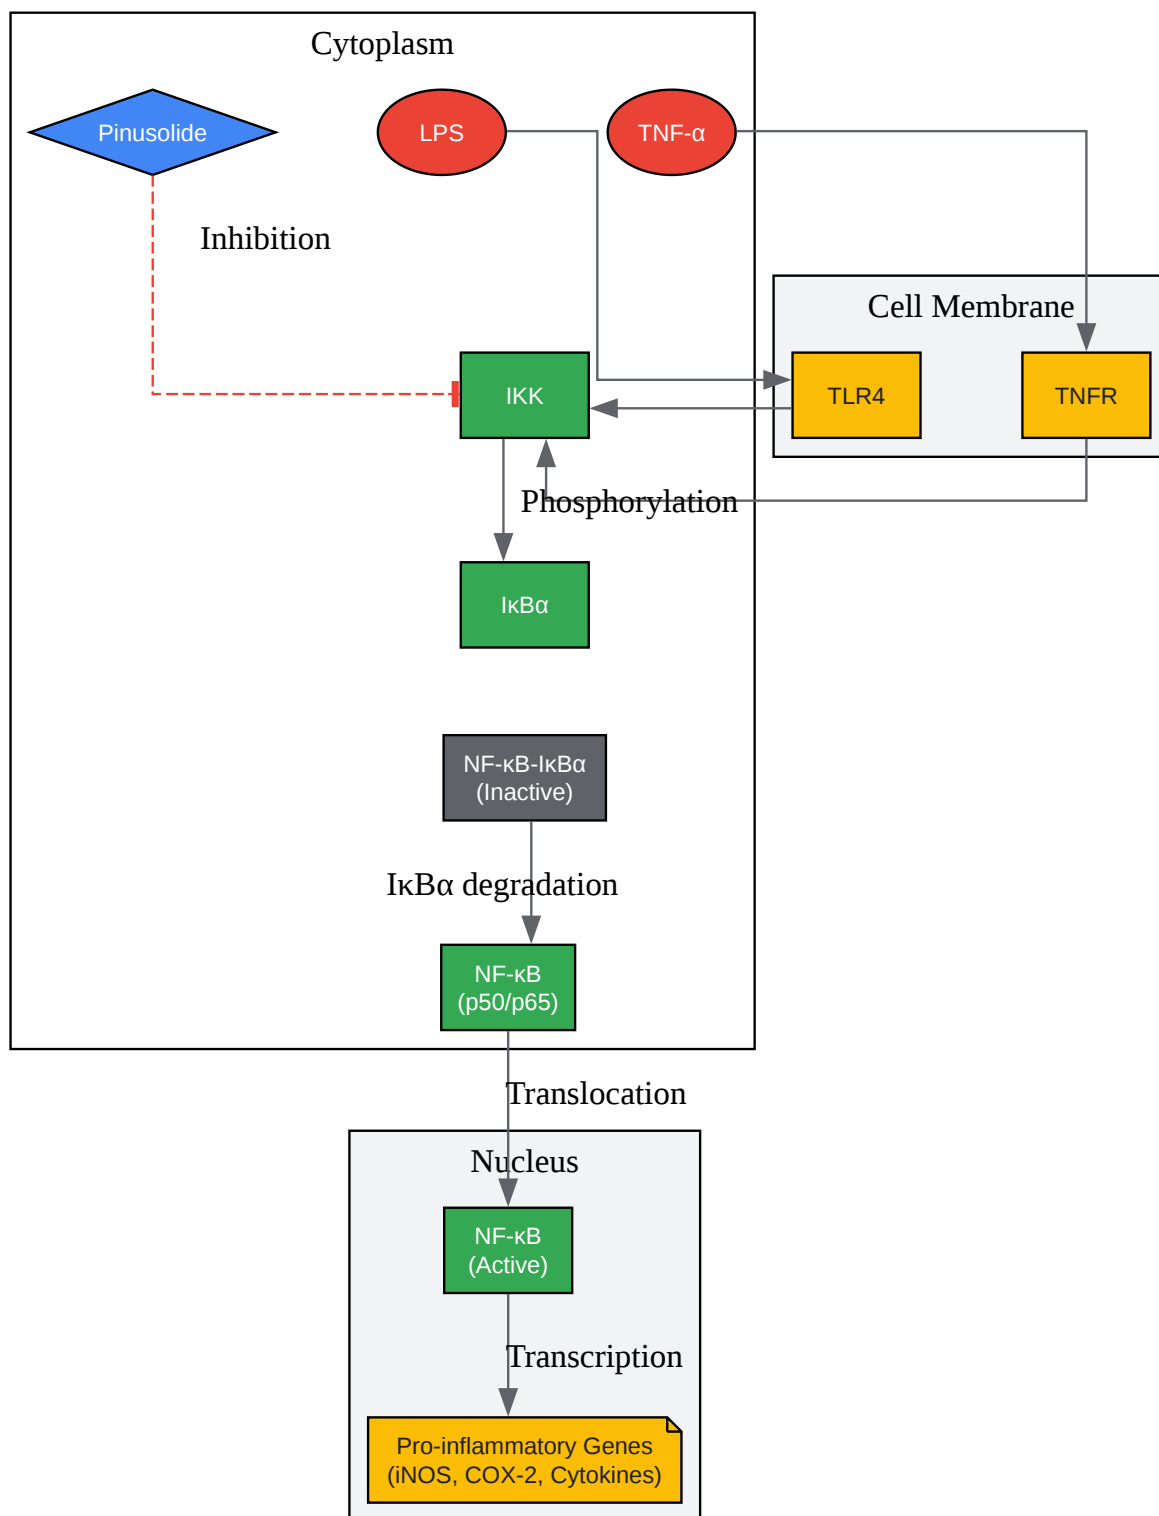 Cytoplasm
Pinusolide
LPS
TNF-α
Inhibition
Cell Membrane
IKK
TLR4
TNFR
Phosphorylation
IκBα
NF-κB-IκBα
(Inactive)
IκBα degradation
NF-κB
(p50/p65)
Translocation
Nucleus
NF-κB
(Active)
Transcription
Pro-inflammatory Genes
(iNOS, COX-2, Cytokines)